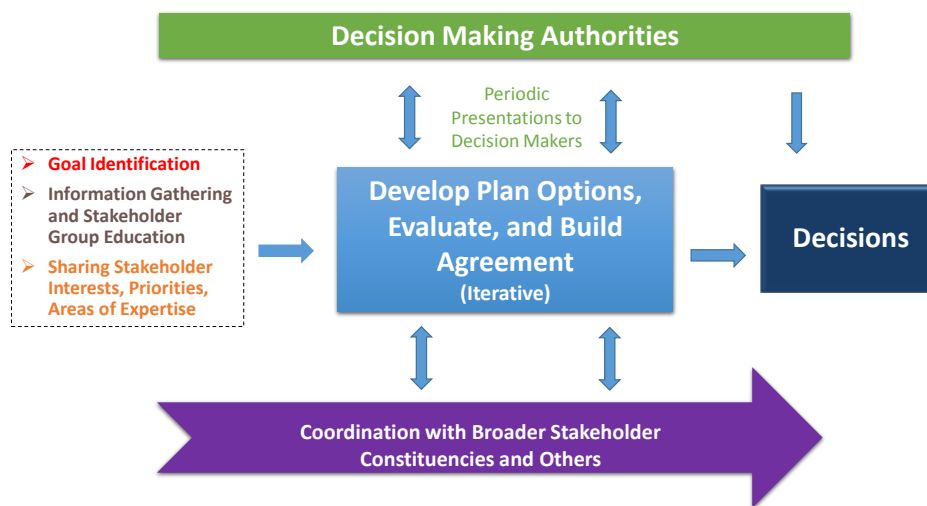 Decision Making Authorities
Periodic
Presentations to
Decision Makers
Goal Identification
Information Gathering
and Stakeholder
Group Education
Sharing Stakeholder
Interests, Priorities,
Areas of Expertise
Develop Plan Options,
Evaluate, and Build
Agreement
(Iterative)
Decisions
Coordination with Broader Stakeholder
Constituencies and Others